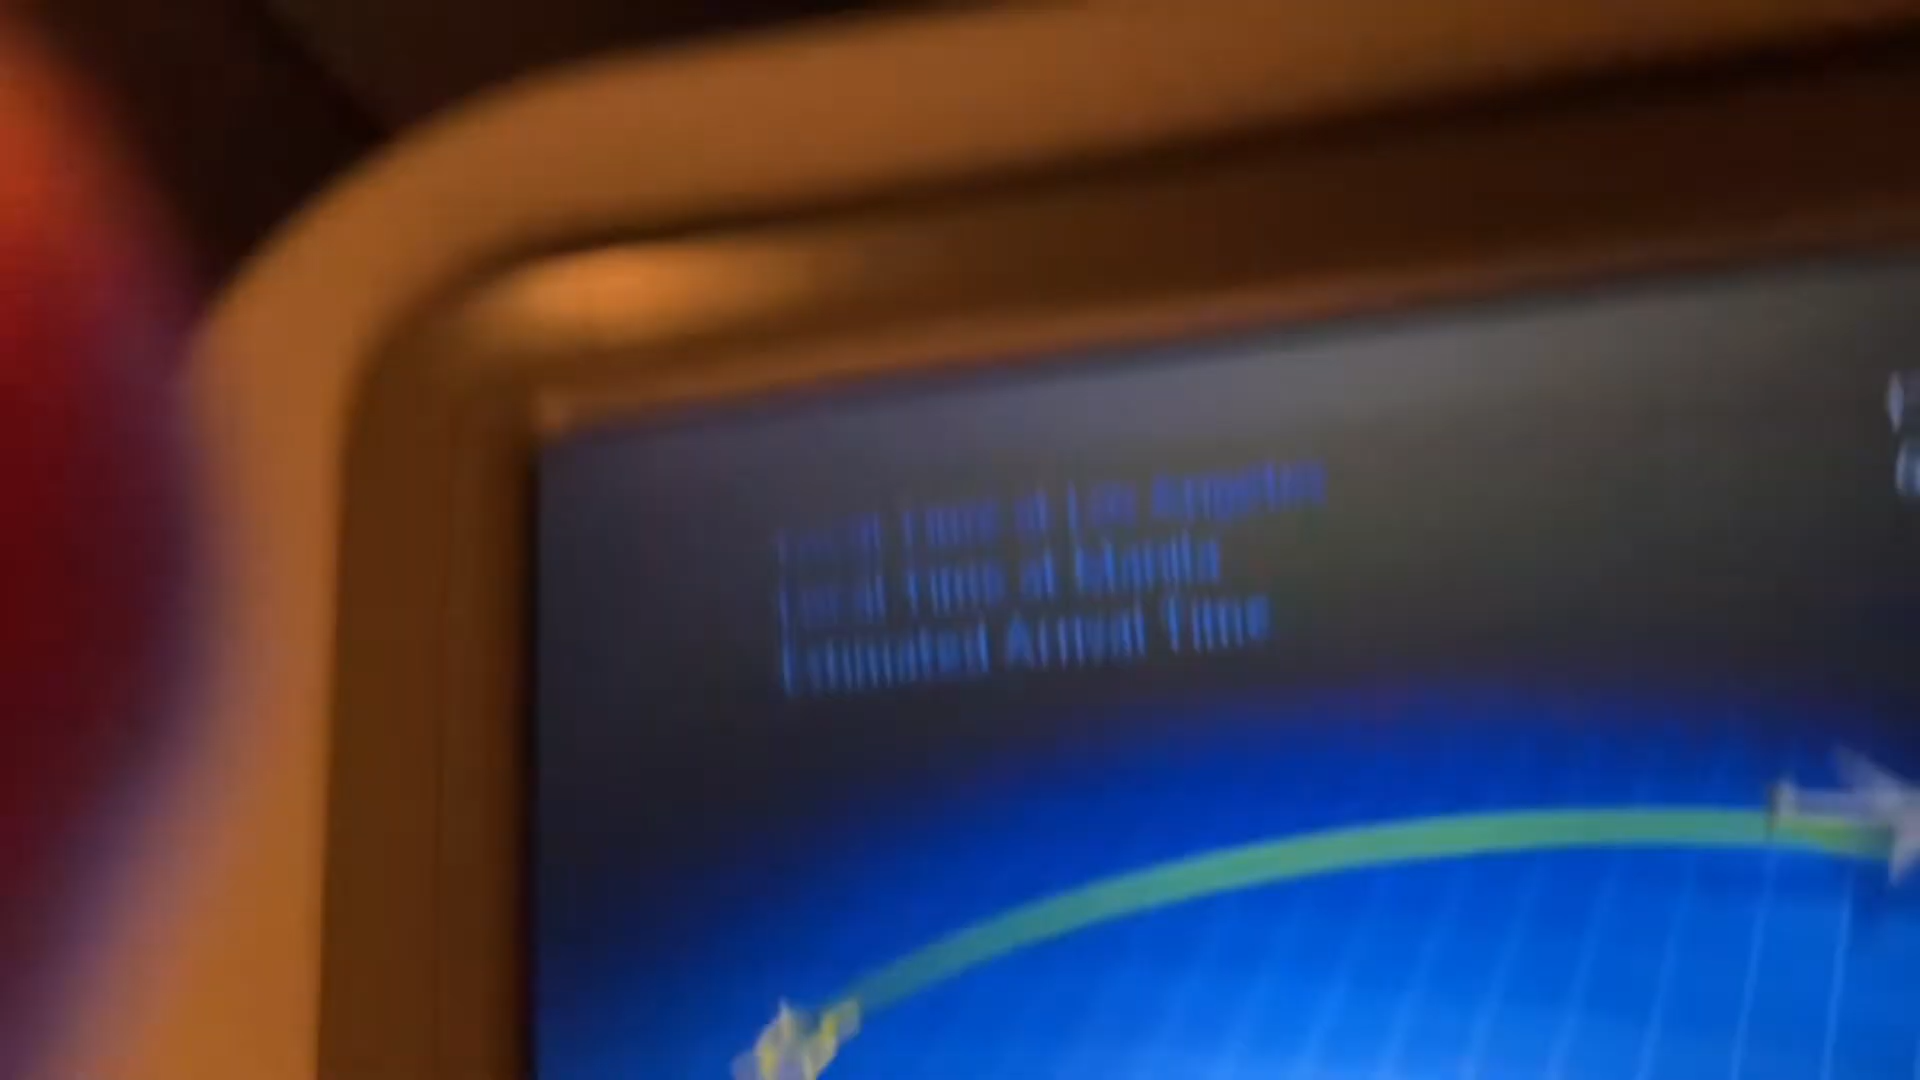 Local Time at Los Angeles
Local Time at Manila
Estimated Arrival Time